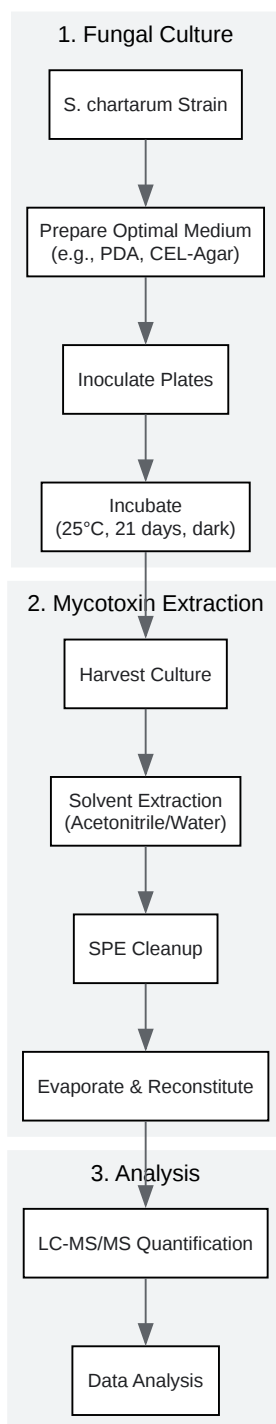 1. Fungal Culture
S. chartarum Strain
Prepare Optimal Medium
(e.g., PDA, CEL-Agar)
Inoculate Plates
Incubate
(25°C, 21 days, dark)
2. Mycotoxin Extraction
Harvest Culture
Solvent Extraction
(Acetonitrile/Water)
SPE Cleanup
Evaporate & Reconstitute
3. Analysis
LC-MS/MS Quantification
Data Analysis